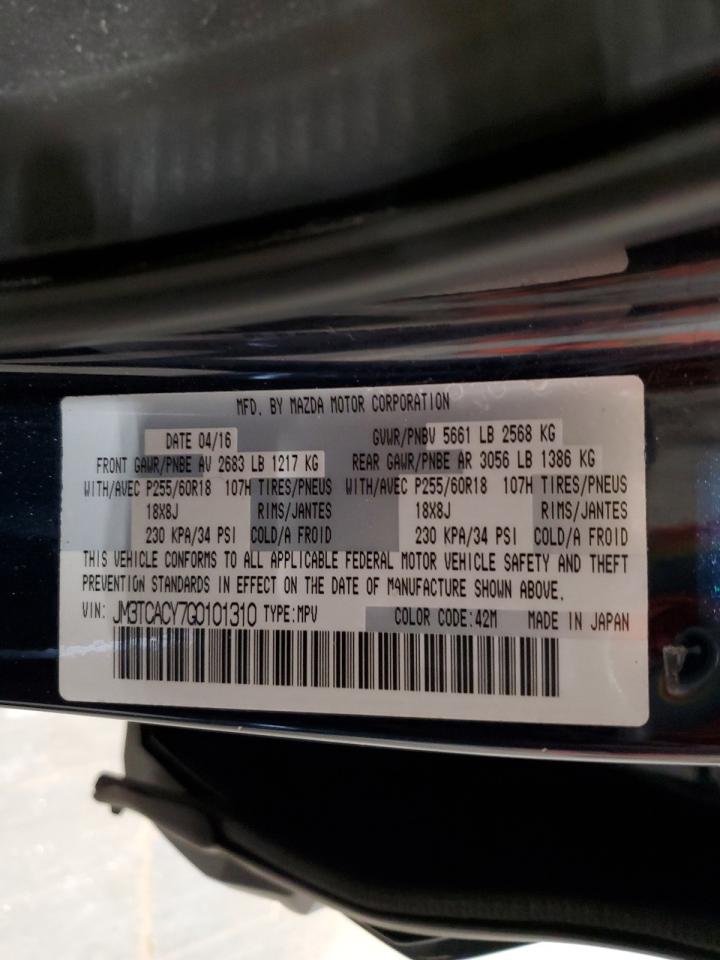 MFD. BY MAZDA MOTOR CORPORATION
DATE 04/16 GVWR/PNBV 5661 LB 2568 KG
FRONT GAWR/PNBE AV 2683 LB 1217 KG REAR GAWR/PNBE AR 3056 LB 1386 KG
WITH/AVEC P255/60R18 107H TIRES/PNEUS WITH/AVEC P255/60R18 107H TIRES/PNEUS
18X8J RIMS/JANTES 18X8J RIMS/JANTES
230 KPA/34 PSI COLD/A FROID 230 KPA/34 PSI COLD/A FROID
THIS VEHICLE CONFORMS TO ALL APPLICABLE FEDERAL MOTOR VEHICLE SAFETY AND THEFT
PREVENTION STANDARDS IN EFFECT ON THE DATE OF MANUFACTURE SHOWN ABOVE.
VIN: JM3TCACY7G0101310 TYPE:MPV COLOR CODE:42M MADE IN JAPAN